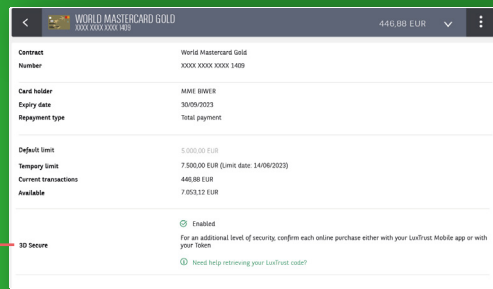 WORLD MASTERCARD GOLD
XXXX XXXX XXXX 1409
446,88 EUR
Contract World Mastercard Gold
Number XXXX XXXX XXXX 1409
Card holder MME BIWER
Expiry date 30/09/2023
Repayment type Total payment
Default limit 5.000,00 EUR
Tempory limit 7.500,00 EUR (Limit date: 14/06/2023)
Current transactions 446,88 EUR
Available 7.053,12 EUR
Enabled
3D Secure For an additional level of security, confirm each online purchase either with your LuxTrust Mobile app or with
your Token
Need help retrieving your LuxTrust code?